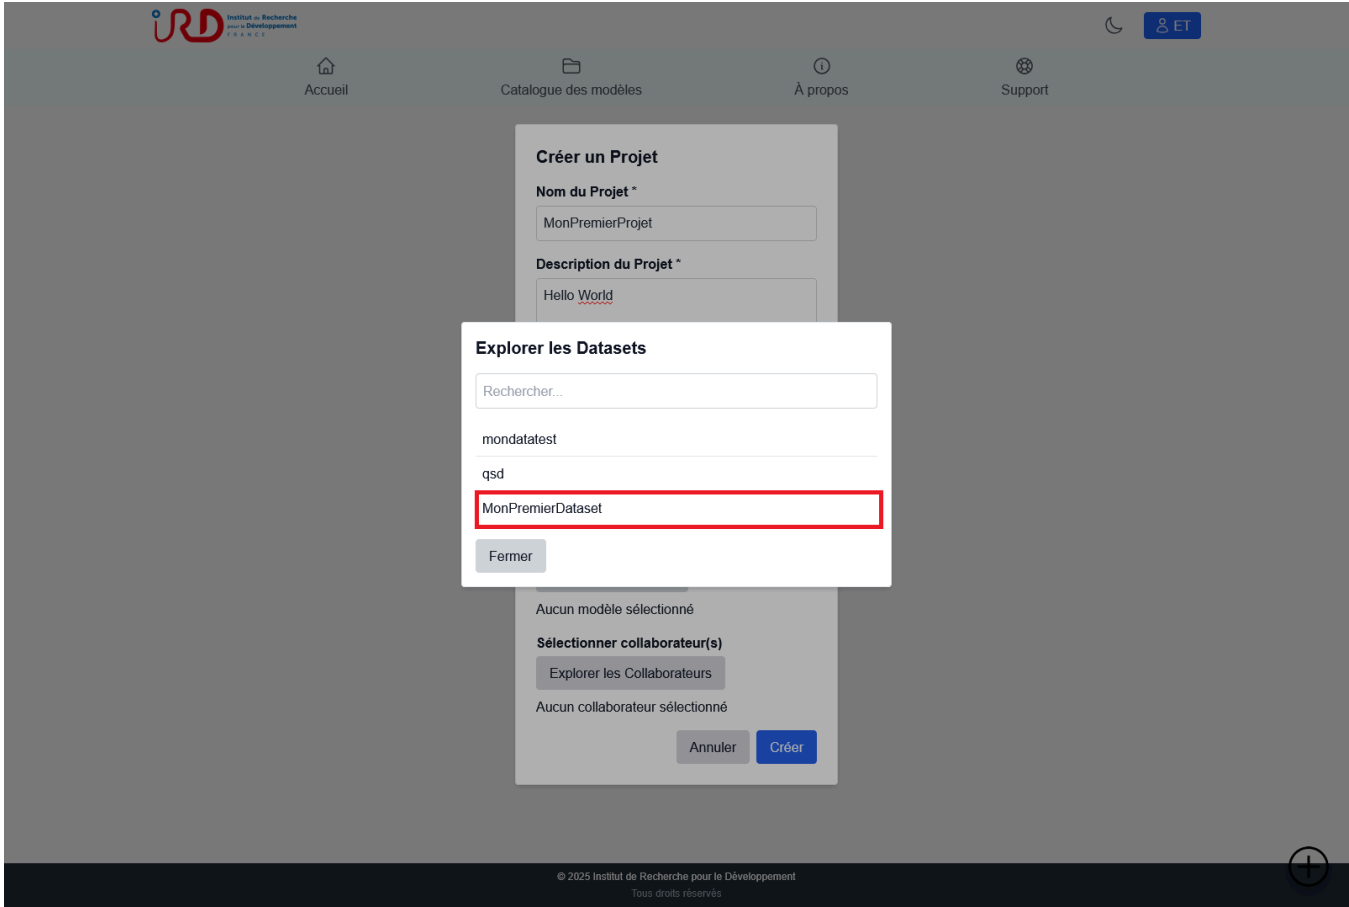 Institut de Recherche
pour le Développement
FRANCE
ET
Accueil
Catalogue des modèles
À propos
Support
Créer un Projet
Nom du Projet *
MonPremierProjet
Description du Projet *
Hello World
Explorer les Datasets
Rechercher...
mondatatest
qsd
MonPremierDataset
Fermer
Aucun modèle sélectionné
Sélectionner collaborateur(s)
Explorer les Collaborateurs
Aucun collaborateur sélectionné
Annuler
Créer
© 2025 Institut de Recherche pour le Développement
Tous droits réservés